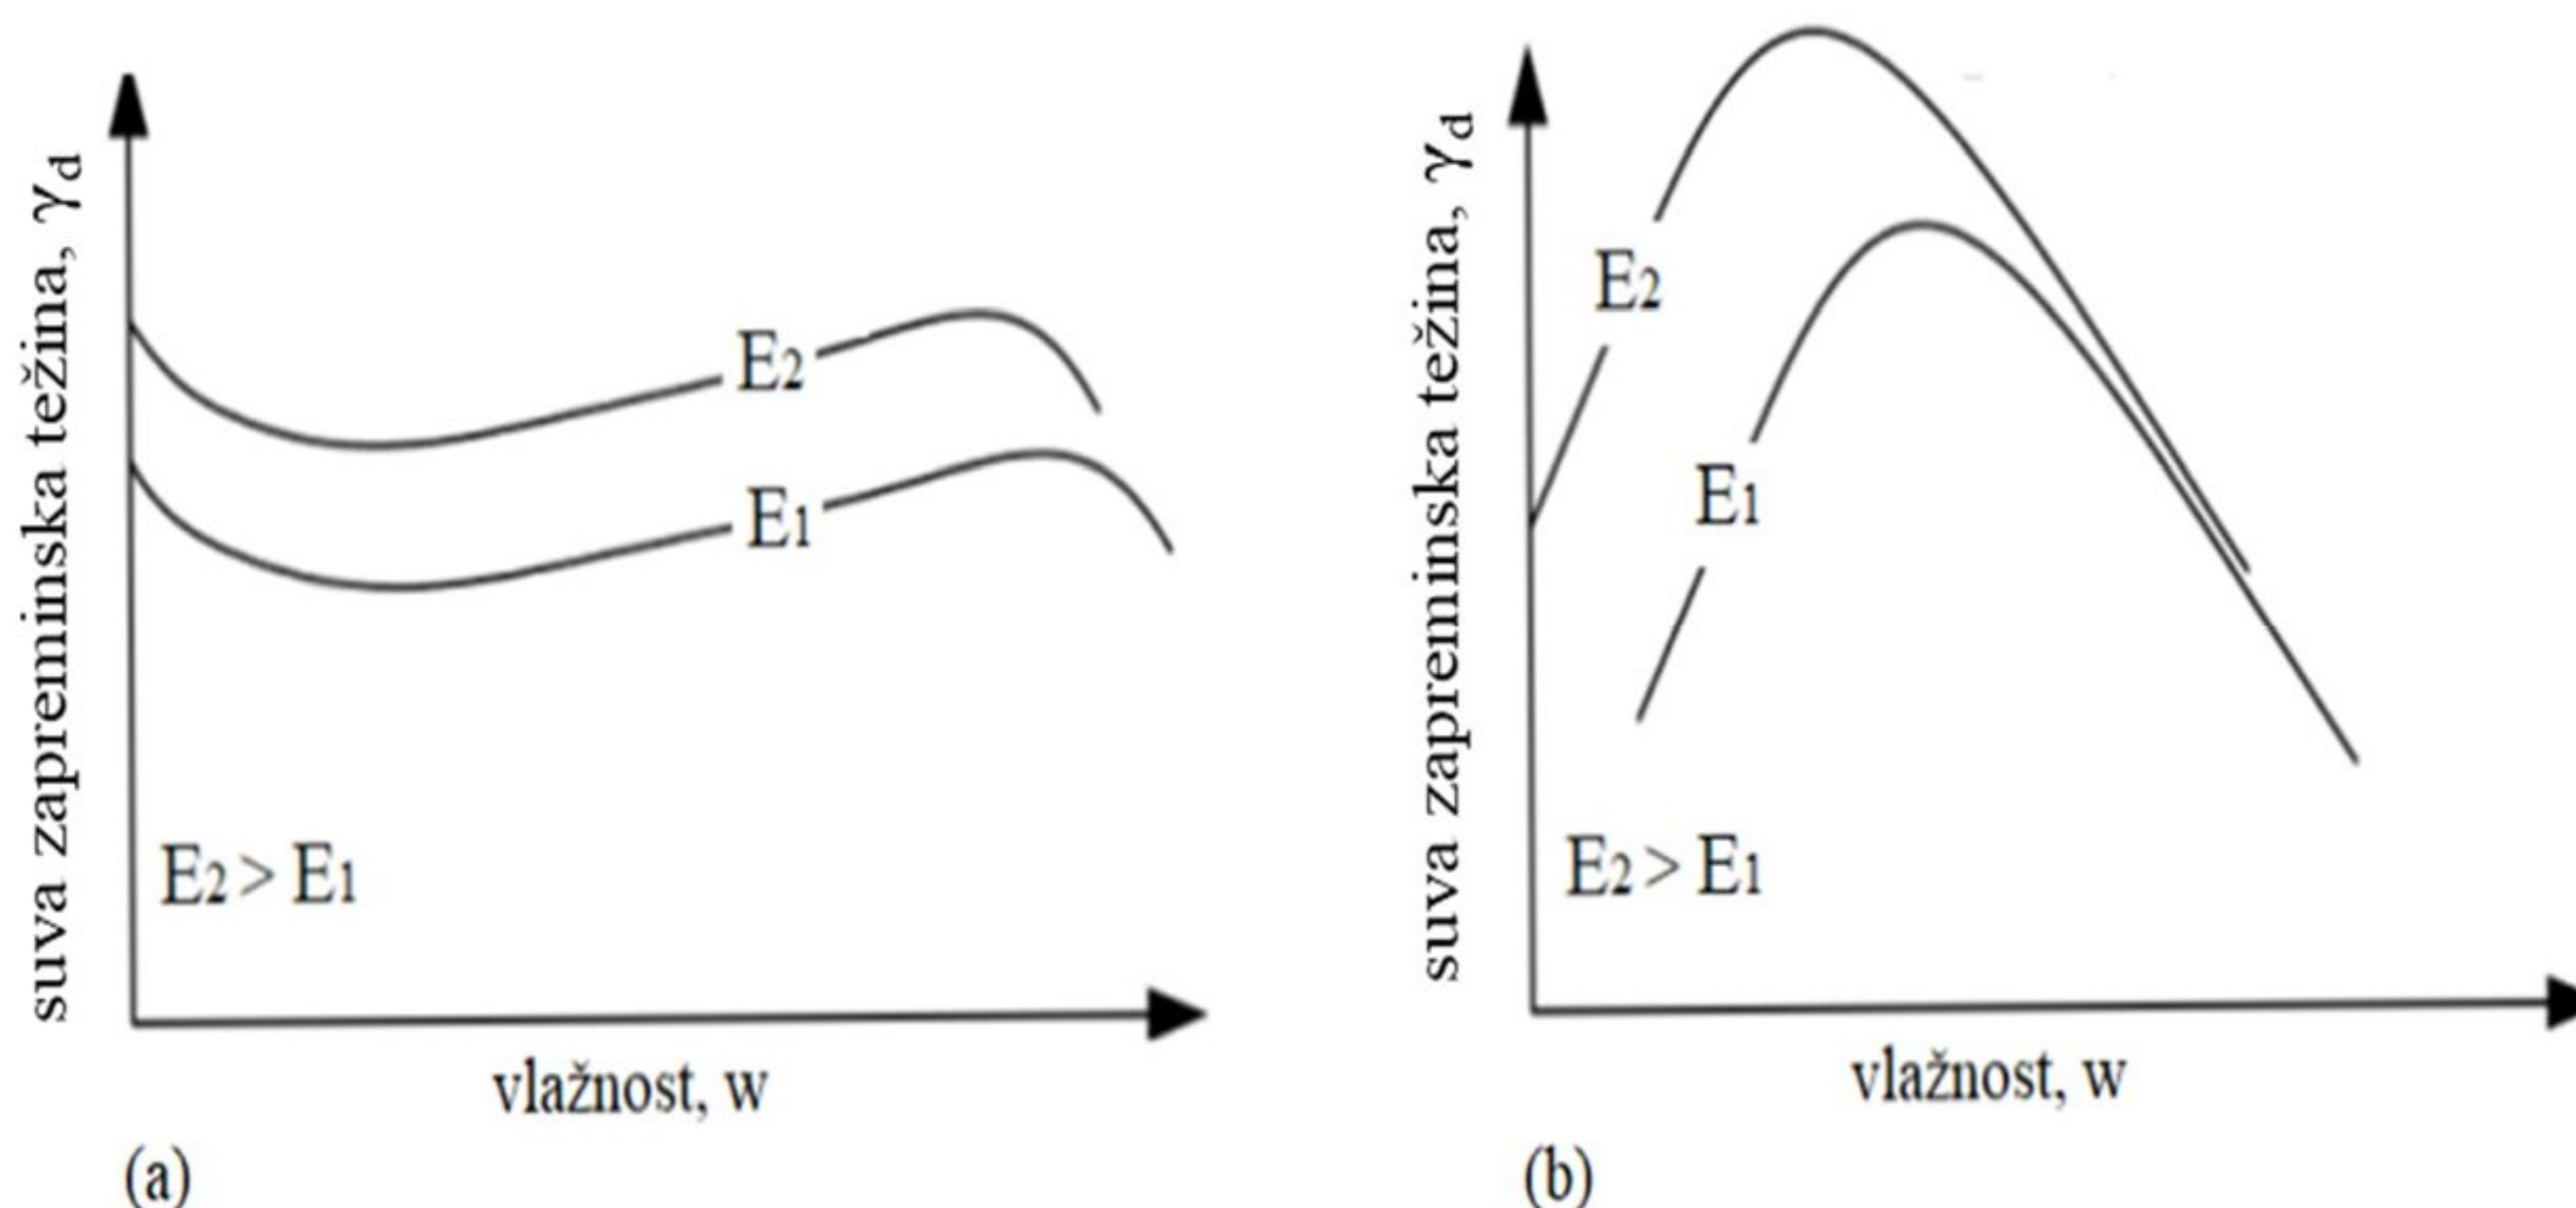 suva zapreminska težina, γd
E2
E1
E2 > E1
vlažnost, w
(a)
suva zapreminska težina, γd
E2
E1
E2 > E1
vlažnost, w
(b)